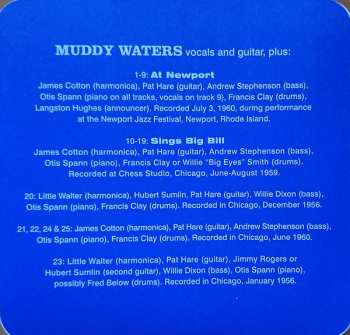 MUDDY WATERS vocals and guitar, plus:
1-9: At Newport
James Cotton (harmonica), Pat Hare (guitar), Andrew Stephenson (bass),
Otis Spann (piano on all tracks, vocals on track 9), Francis Clay (drums),
Langston Hughes (announcer). Recorded July 3, 1960, during performance
at the Newport Jazz Festival, Newport, Rhode Island.
10-19: Sings Big Bill
James Cotton (harmonica), Pat Hare (guitar), Andrew Stephenson (bass),
Otis Spann (piano), Francis Clay or Willie "Big Eyes" Smith (drums).
Recorded at Chess Studio, Chicago, June-August 1959.
20: Little Walter (harmonica), Hubert Sumlin, Pat Hare (guitar), Willie Dixon (bass),
Otis Spann (piano), Francis Clay (drums). Recorded in Chicago, December 1956.
21, 22, 24 & 25: James Cotton (harmonica), Pat Hare (guitar), Andrew Stephenson (bass),
Otis Spann (piano), Francis Clay (drums). Recorded in Chicago, June 1960.
23: Little Walter (harmonica), Pat Hare (guitar), Jimmy Rogers or
Hubert Sumlin (second guitar), Willie Dixon (bass), Otis Spann (piano),
possibly Fred Below (drums). Recorded in Chicago, January 1956.